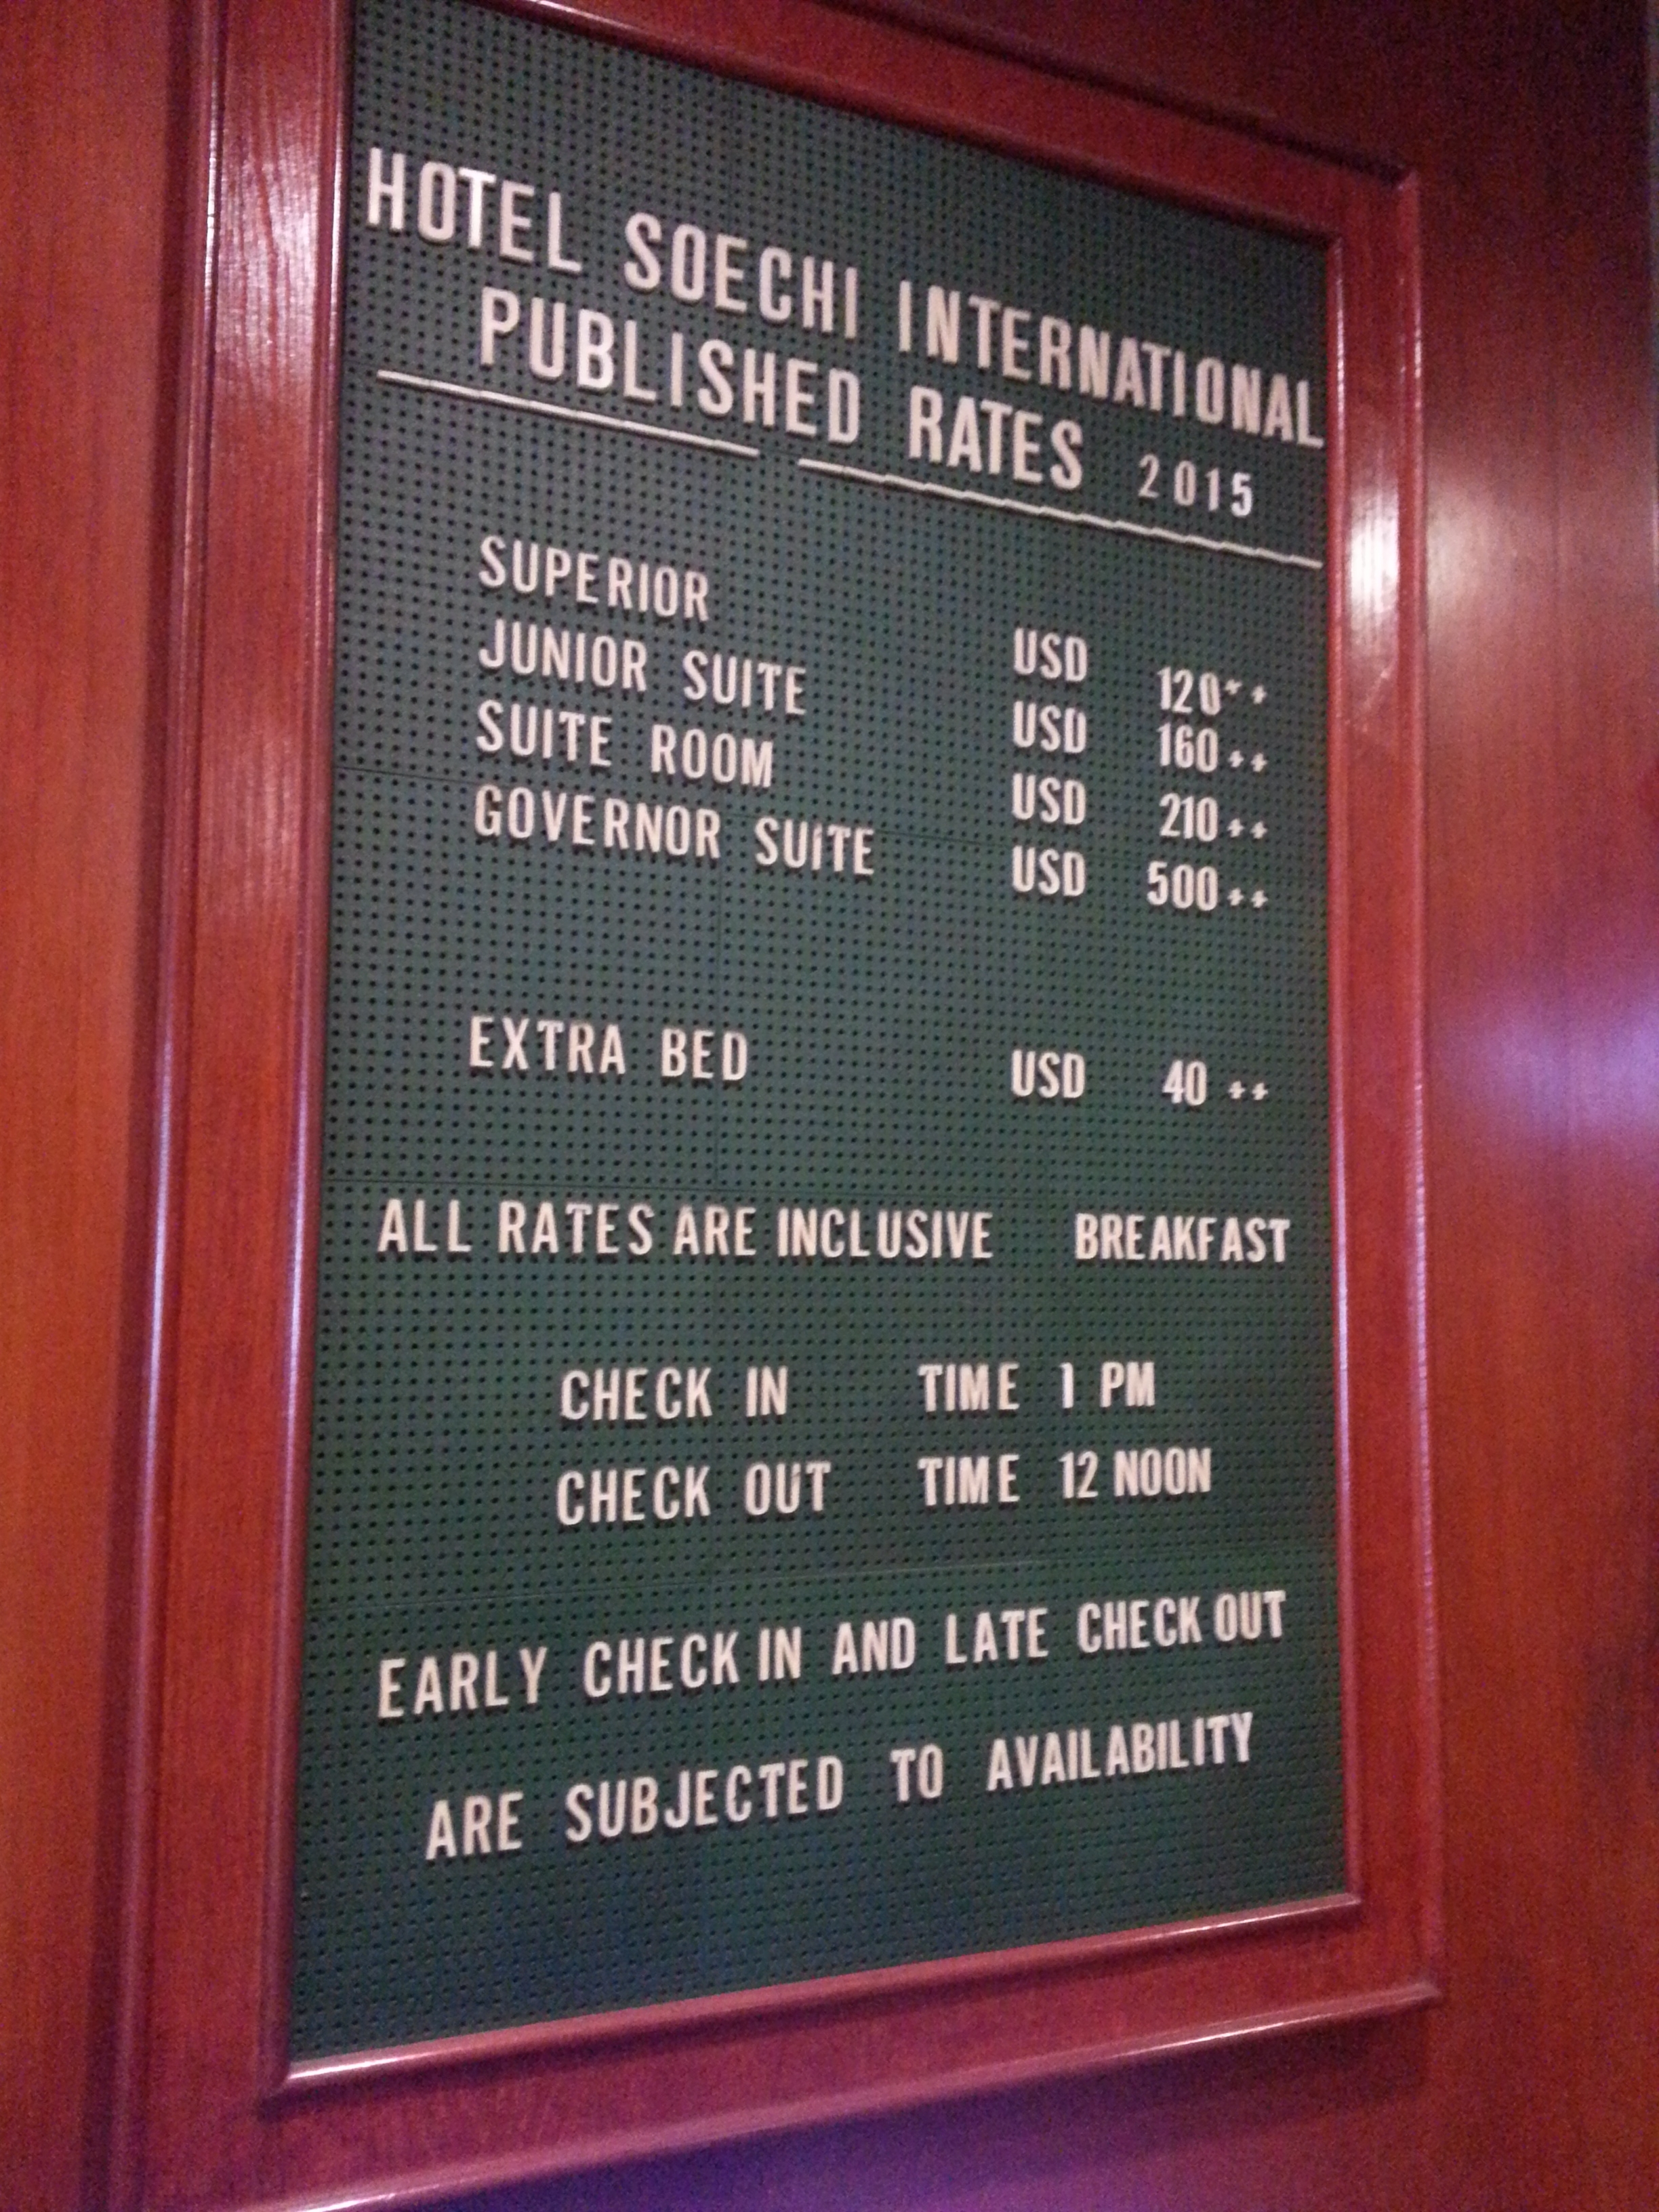 HOTEL SOECHI INTERNATIONAL
PUBLISHED RATES 2015
SUPERIOR USD 120++
JUNIOR SUITE USD 160++
SUITE ROOM USD 210++
GOVERNOR SUITE USD 500++
EXTRA BED USD 40 ++
ALL RATES ARE INCLUSIVE BREAKFAST
CHECK IN TIME 1 PM
CHECK OUT TIME 12 NOON
EARLY CHECK IN AND LATE CHECK OUT
ARE SUBJECTED TO AVAILABILITY